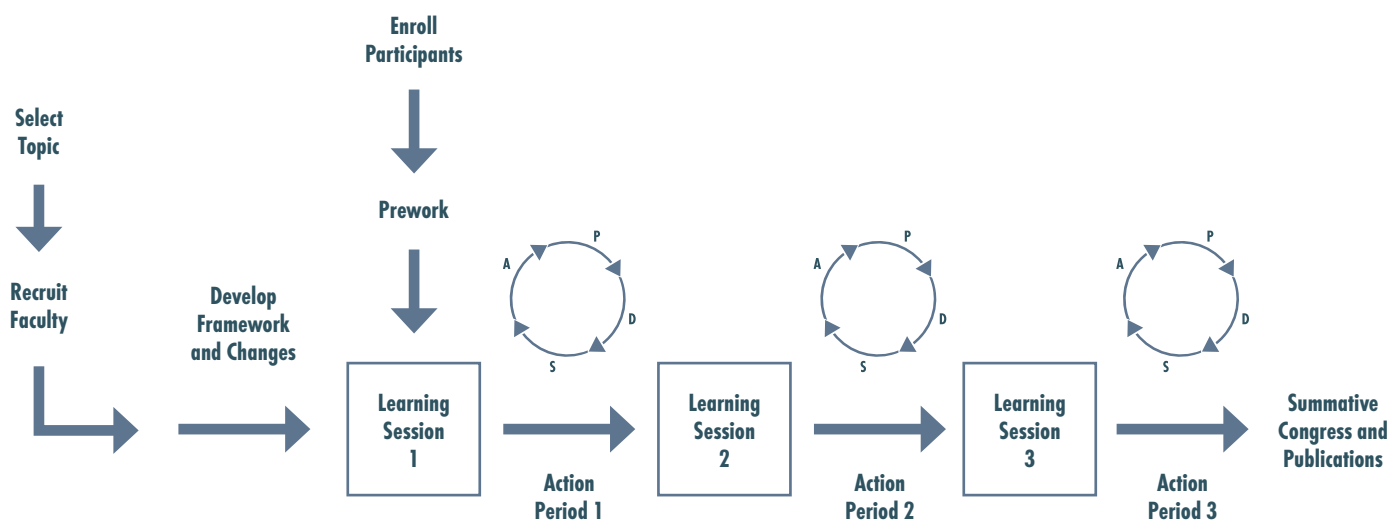 Enroll
Participants
Select
Topic
Prework
Recruit
Faculty
Develop
Framework
and Changes
P
A
D
S
P
A
D
S
P
A
D
S
Learning
Session
1
Learning
Session
2
Learning
Session
3
Summative
Congress and
Publications
Action
Period 1
Action
Period 2
Action
Period 3